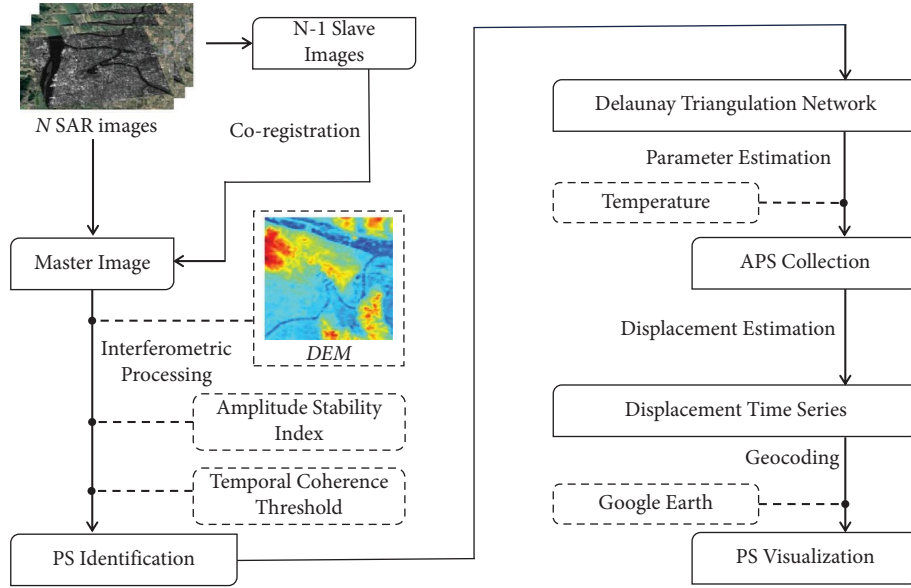 N SAR images
N-1 Slave
Images
Co-registration
Master Image
DEM
Interferometric
Processing
Amplitude Stability
Index
Temporal Coherence
Threshold
PS Identification
Delaunay Triangulation Network
Parameter Estimation
Temperature
APS Collection
Displacement Estimation
Displacement Time Series
Geocoding
Google Earth
PS Visualization